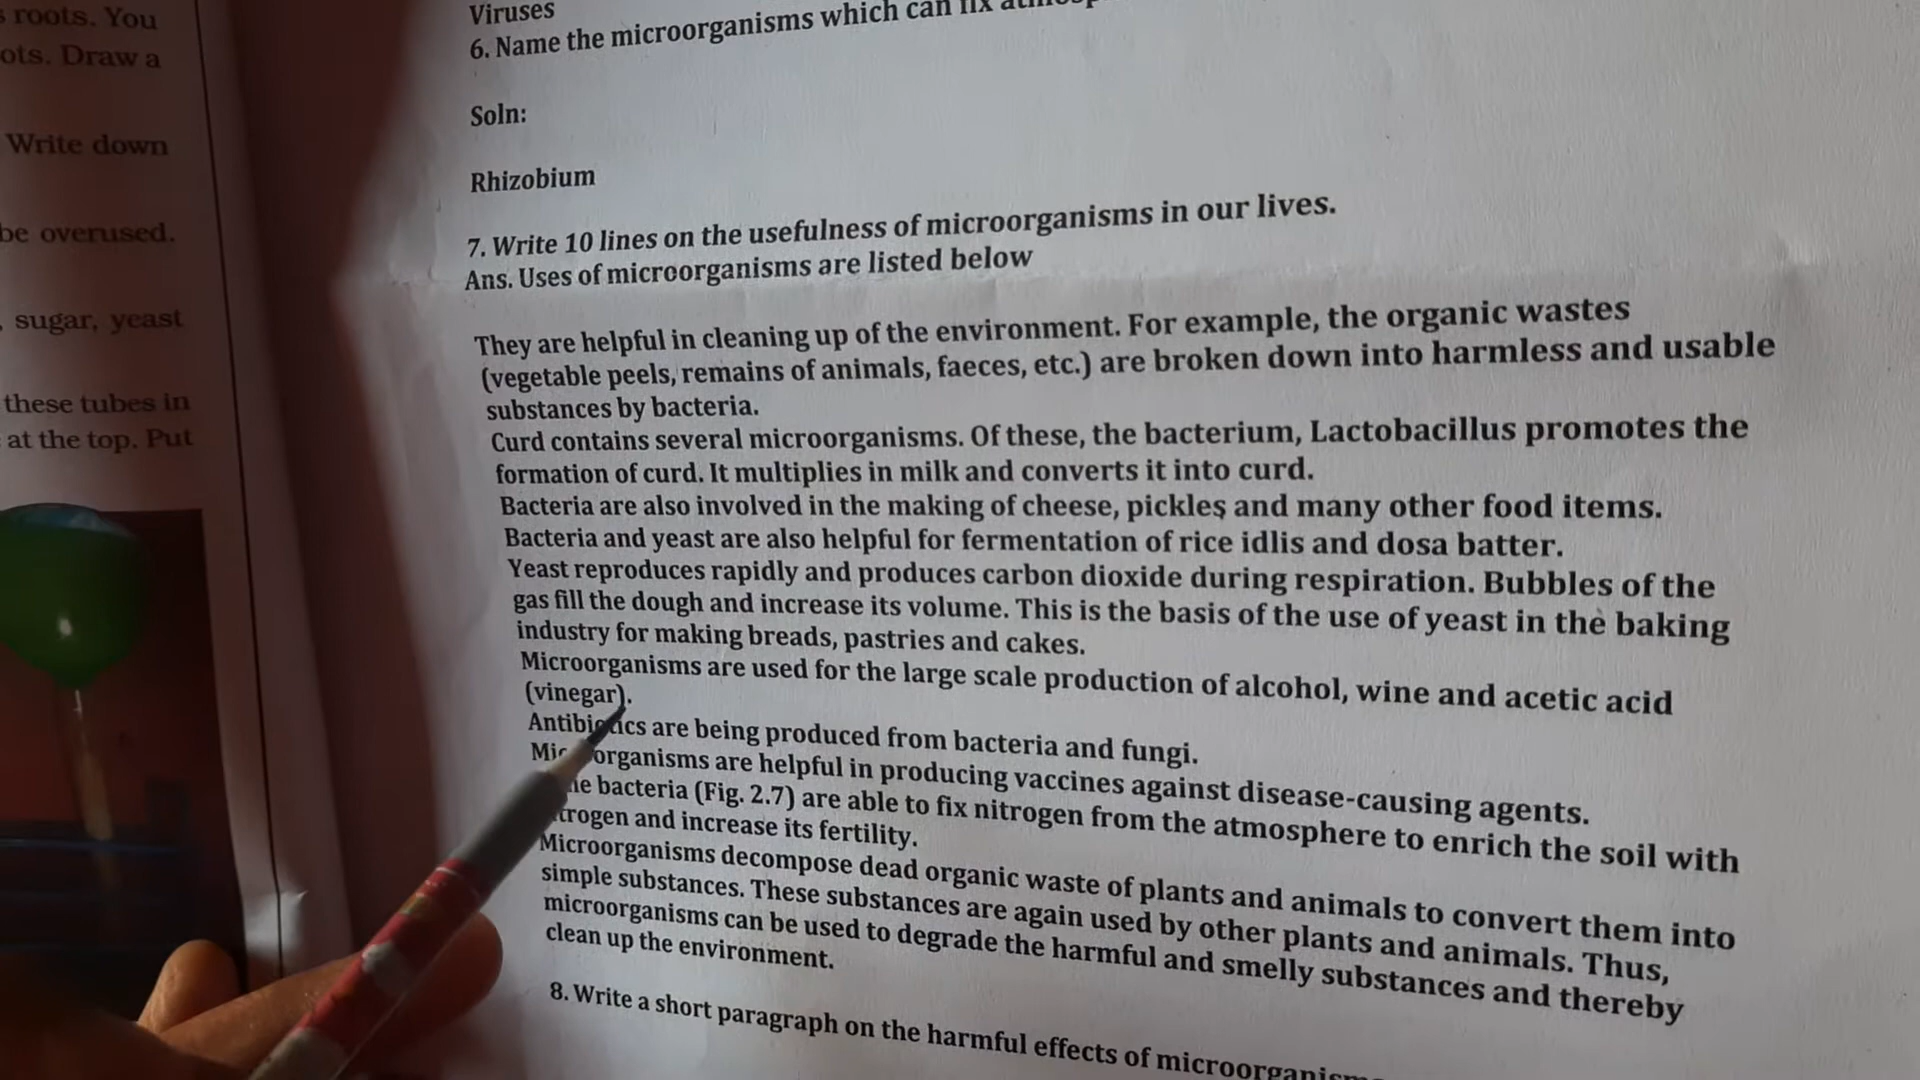 roots. You
ots. Draw a
Write down
be overused.
, sugar, yeast
these tubes in
at the top. Put
Viruses
6. Name the microorganisms which can fix
Soln:
Rhizobium
7. Write 10 lines on the usefulness of microorganisms in our lives.
Ans. Uses of microorganisms are listed below
They are helpful in cleaning up of the environment. For example, the organic wastes
(vegetable peels, remains of animals, faeces, etc.) are broken down into harmless and usable
substances by bacteria.
Curd contains several microorganisms. Of these, the bacterium, Lactobacillus promotes the
formation of curd. It multiplies in milk and converts it into curd.
Bacteria are also involved in the making of cheese, pickles and many other food items.
Bacteria and yeast are also helpful for fermentation of rice idlis and dosa batter.
Yeast reproduces rapidly and produces carbon dioxide during respiration. Bubbles of the
gas fill the dough and increase its volume. This is the basis of the use of yeast in the baking
industry for making breads, pastries and cakes.
Microorganisms are used for the large scale production of alcohol, wine and acetic acid
(vinegar).
Antibiotics are being produced from bacteria and fungi.
Microorganisms are helpful in producing vaccines against disease-causing agents.
bacteria (Fig. 2.7) are able to fix nitrogen from the atmosphere to enrich the soil with
trogen and increase its fertility.
Microorganisms decompose dead organic waste of plants and animals to convert them into
simple substances. These substances are again used by other plants and animals. Thus,
microorganisms can be used to degrade the harmful and smelly substances and thereby
clean up the environment.
8. Write a short paragraph on the harmful effects of microorganisms